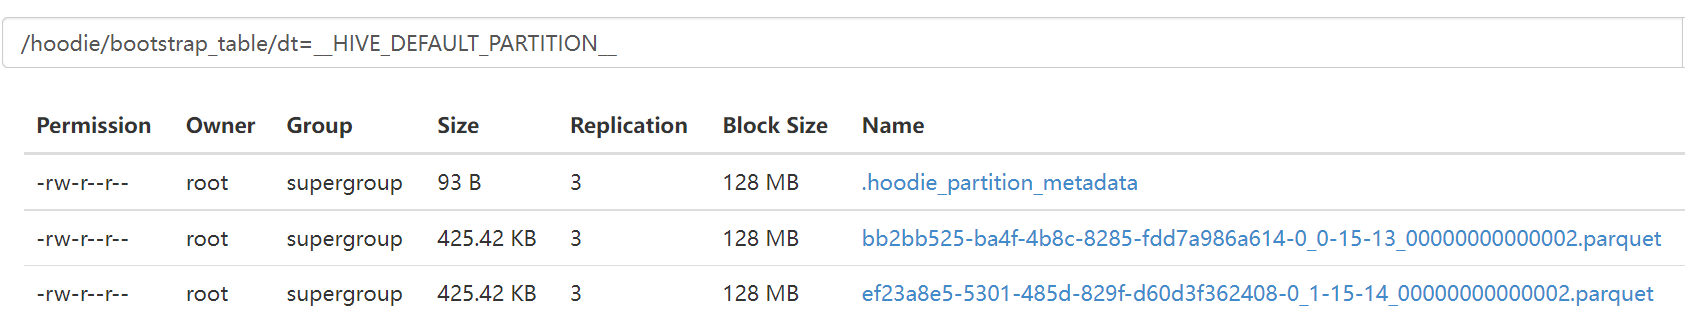 /hoodie/bootstrap_table/dt=__HIVE_DEFAULT_PARTITION__
Permission Owner Group Size Replication Block Size Name
-rw-r--r-- root supergroup 93 B 3 128 MB .hoodie_partition_metadata
-rw-r--r-- root supergroup 425.42 KB 3 128 MB bb2bb525-ba4f-4b8c-8285-fdd7a986a614-0_0-15-13_00000000000002.parquet
-rw-r--r-- root supergroup 425.42 KB 3 128 MB ef23a8e5-5301-485d-829f-d60d3f362408-0_1-15-14_00000000000002.parquet